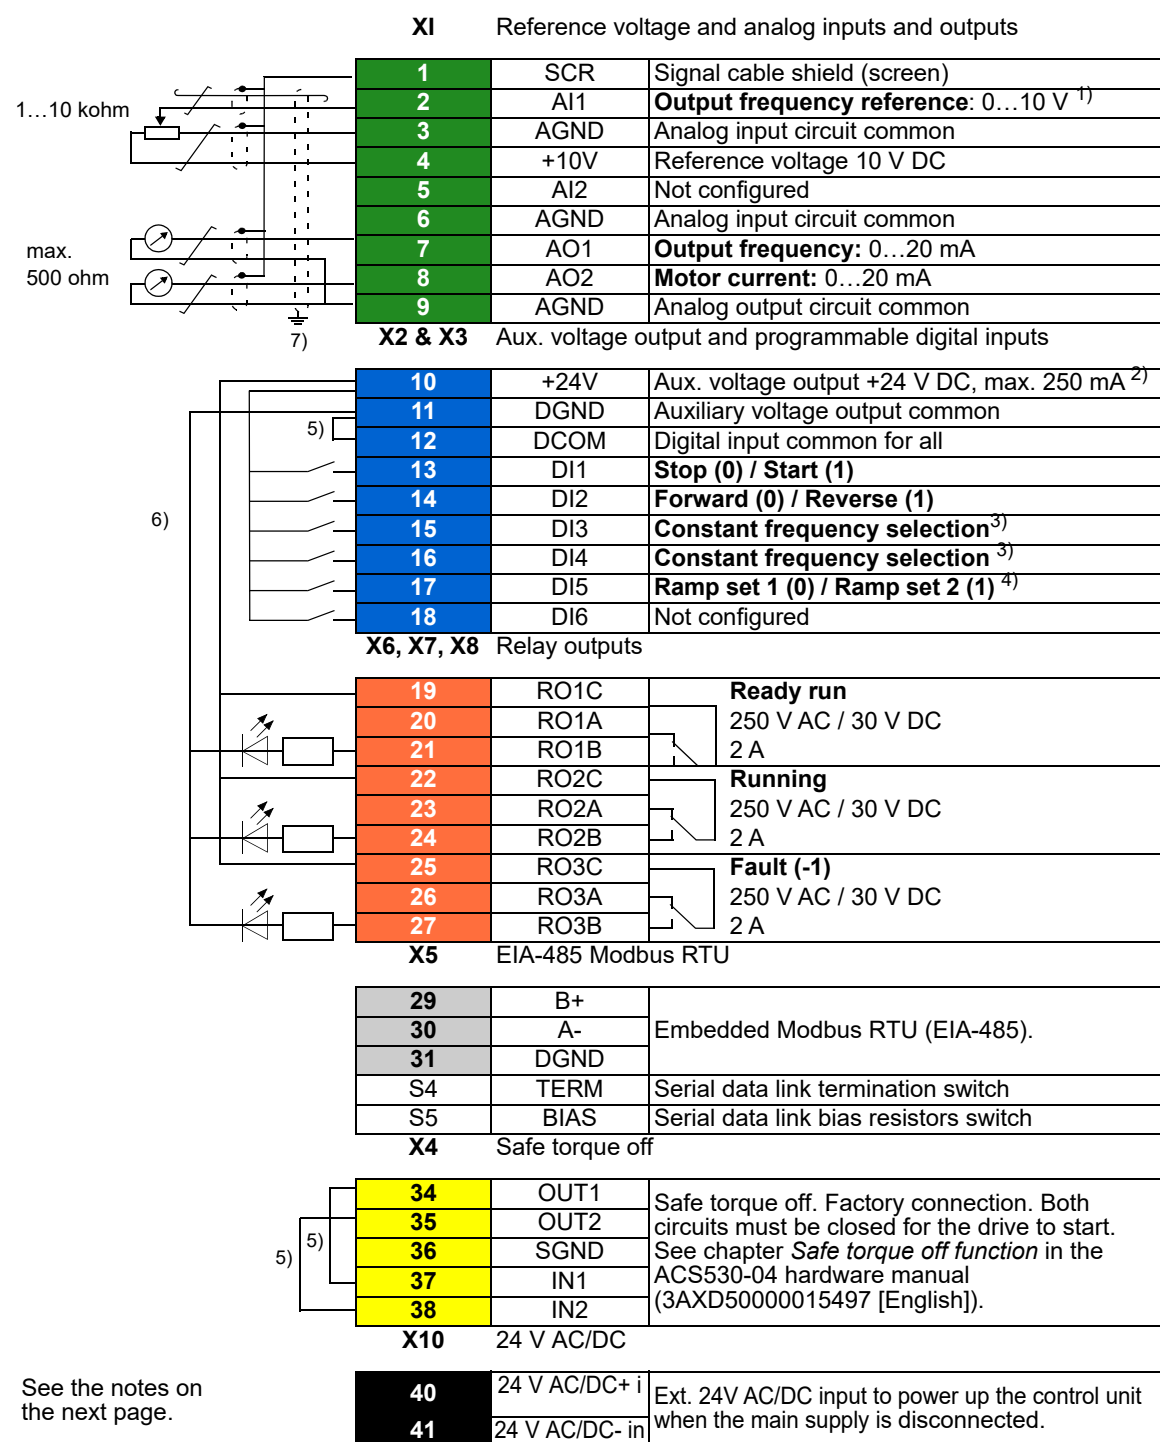 XI Reference voltage and analog inputs and outputs
1…10 kohm
1 SCR Signal cable shield (screen)
2 AI1 Output frequency reference: 0…10 V 1)
3 AGND Analog input circuit common
4 +10V Reference voltage 10 V DC
5 AI2 Not configured
6 AGND Analog input circuit common
max.
500 ohm
7 AO1 Output frequency: 0…20 mA
8 AO2 Motor current: 0…20 mA
9 AGND Analog output circuit common
7)
X2 & X3 Aux. voltage output and programmable digital inputs
10 +24V Aux. voltage output +24 V DC, max. 250 mA 2)
11 DGND Auxiliary voltage output common
5)
12 DCOM Digital input common for all
13 DI1 Stop (0) / Start (1)
14 DI2 Forward (0) / Reverse (1)
6)
15 DI3 Constant frequency selection3)
16 DI4 Constant frequency selection 3)
17 DI5 Ramp set 1 (0) / Ramp set 2 (1) 4)
18 DI6 Not configured
X6, X7, X8 Relay outputs
19 RO1C Ready run
20 RO1A 250 V AC / 30 V DC
21 RO1B 2 A
22 RO2C Running
23 RO2A 250 V AC / 30 V DC
24 RO2B 2 A
25 RO3C Fault (-1)
26 RO3A 250 V AC / 30 V DC
27 RO3B 2 A
X5 EIA-485 Modbus RTU
29 B+
30 A- Embedded Modbus RTU (EIA-485).
31 DGND
S4 TERM Serial data link termination switch
S5 BIAS Serial data link bias resistors switch
X4 Safe torque off
34 OUT1
35 OUT2
36 SGND
37 IN1
38 IN2
Safe torque off. Factory connection. Both
circuits must be closed for the drive to start.
See chapter Safe torque off function in the
ACS530-04 hardware manual
(3AXD50000015497 [English]).
5)
5)
X10 24 V AC/DC
40 24 V AC/DC+ i
41 24 V AC/DC- in
Ext. 24V AC/DC input to power up the control unit
when the main supply is disconnected.
See the notes on
the next page.